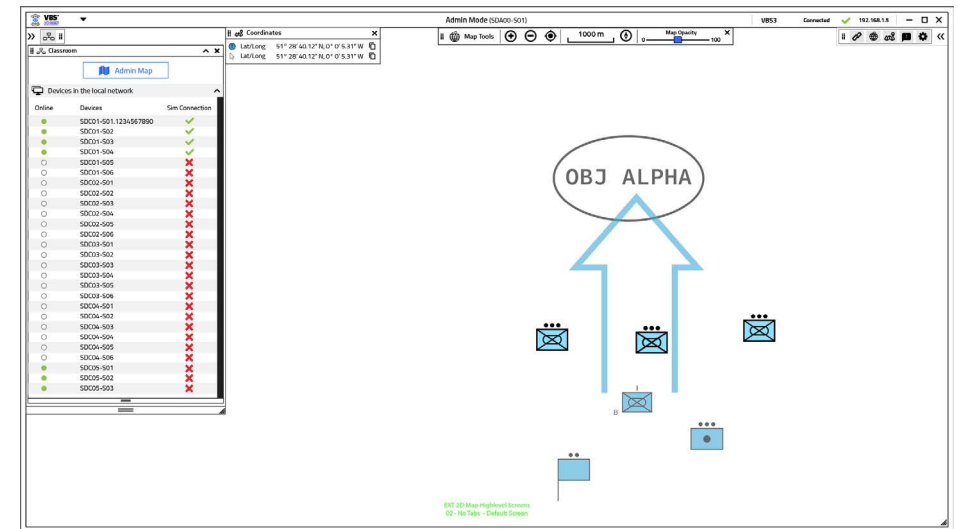 VBS
Admin Mode (SDA00-S01)
VBS3 Connected 192.168.1.5
Coordinates
Map Tools 1000 m Map Opacity 0 100
Classroom
Lat/Long 51° 28' 40.12" N, 0° 0' 5.31" W
Lat/Long 51° 28' 40.12" N, 0° 0' 5.31" W
Admin Map
Devices in the local network
Online Devices Sim Connection
SDC01-S01.1234567890
SDC01-S02
SDC01-S03
SDC01-S04
SDC01-S05
SDC01-S06
SDC02-S01
SDC02-S02
SDC02-S03
SDC02-S04
SDC02-S05
SDC02-S06
SDC03-S01
SDC03-S02
SDC03-S03
SDC03-S04
SDC03-S05
SDC03-S06
SDC04-S01
SDC04-S02
SDC04-S03
SDC04-S04
SDC04-S05
SDC04-S06
SDC05-S01
SDC05-S02
SDC05-S03
OBJ ALPHA
I
B
EXT 2D Map Highlevel Screens
02 - No Tabs - Default Screen